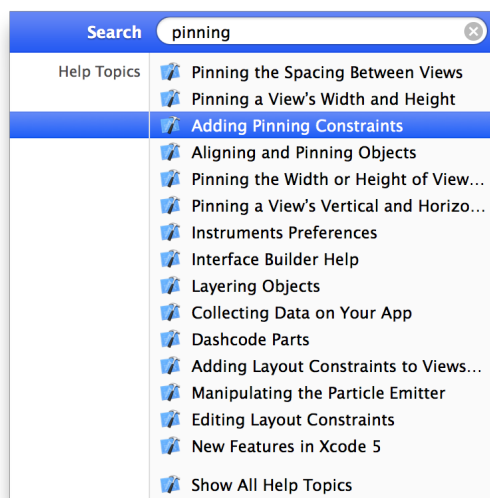 Search pinning
Help Topics Pinning the Spacing Between Views
Pinning a View's Width and Height
Adding Pinning Constraints
Aligning and Pinning Objects
Pinning the Width or Height of View...
Pinning a View's Vertical and Horizo...
Instruments Preferences
Interface Builder Help
Layering Objects
Collecting Data on Your App
Dashcode Parts
Adding Layout Constraints to Views...
Manipulating the Particle Emitter
Editing Layout Constraints
New Features in Xcode 5
Show All Help Topics